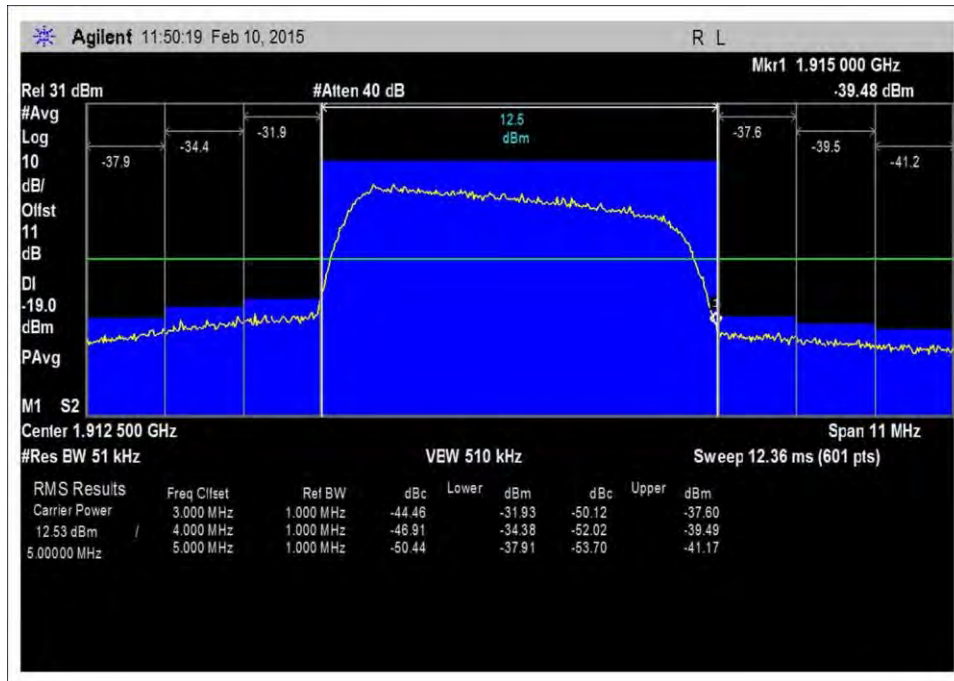 Agilent 11:50:19 Feb 10, 2015 R L
Mkr1 1.915 000 GHz
Rel 31 dBm #Atten 40 dB -39.48 dBm
#Avg
Log
10
dB/
Offst
11
dB
DI
-19.0
dBm
PAvg
M1 S2
-37.9 -34.4 -31.9 12.5 dBm -37.6 -39.5 -41.2
1
Center 1.912 500 GHz Span 11 MHz
#Res BW 51 kHz VBW 510 kHz Sweep 12.36 ms (601 pts)
RMS Results Freq Clfset Ref BW dBc Lower dBm dBc Upper dBm
Carrier Power 3.000 MHz 1.000 MHz -44.46 -31.93 -50.12 -37.60
12.53 dBm / 4.000 MHz 1.000 MHz -46.91 -34.38 -52.02 -39.49
5.00000 MHz 5.000 MHz 1.000 MHz -50.44 -37.91 -53.70 -41.17